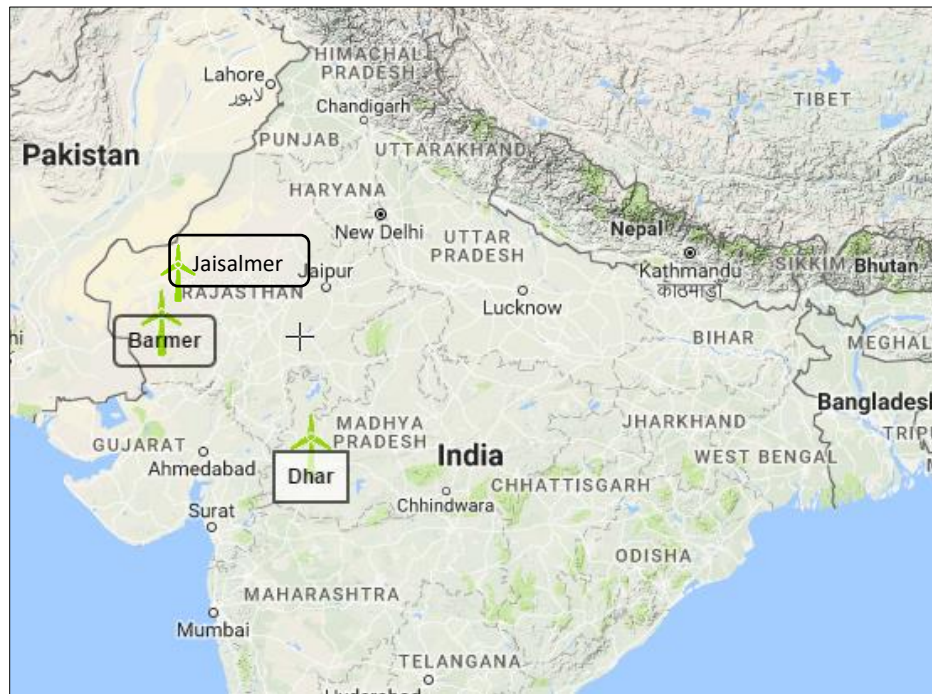 HIMACHAL
PRADESH
Lahore
لاہور
Chandigarh
TIBET
PUNJAB
Pakistan
UTTARAKHAND
HARYANA
New Delhi
Nepal
UTTAR
PRADESH
Jaisalmer
Jaipur
Kathmandu
काठमाडौं
SIKKIM
Bhutan
RAJASTHAN
Lucknow
Barmer
BIHAR
MEGHAL
Bangladesh
MADHYA
PRADESH
JHARKHAND
TRIPU
GUJARAT
Ahmedabad
India
WEST BENGAL
Dhar
CHHATTISGARH
Chhindwara
Surat
ODISHA
MAHARASHTRA
Mumbai
TELANGANA